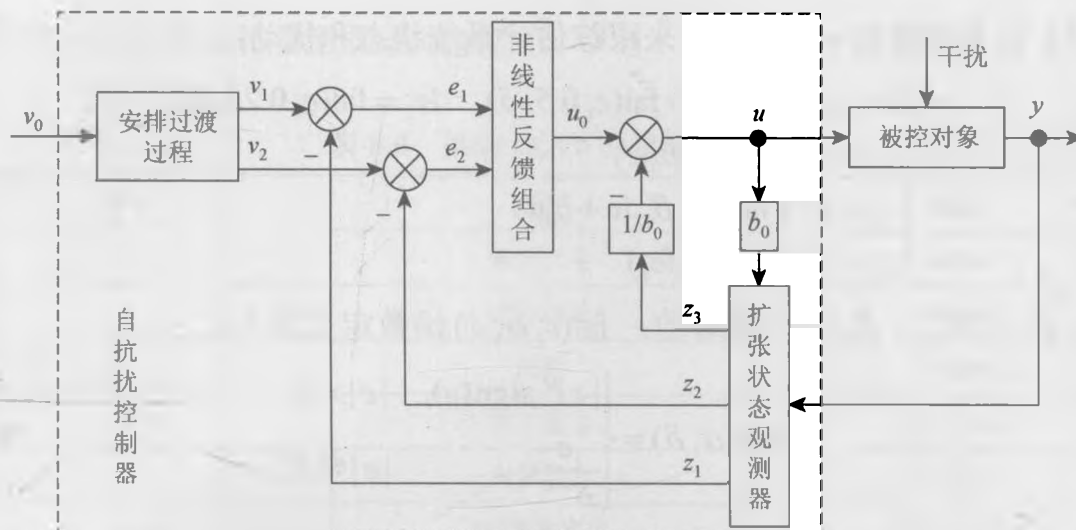 干扰
v₀
安排过渡
过程
v₁
v₂
−
−
e₁
e₂
非线性反馈组合
u₀
−
1/b₀
u
b₀
被控对象
y
z₃
z₂
z₁
扩张状态观测器
自抗扰控制器